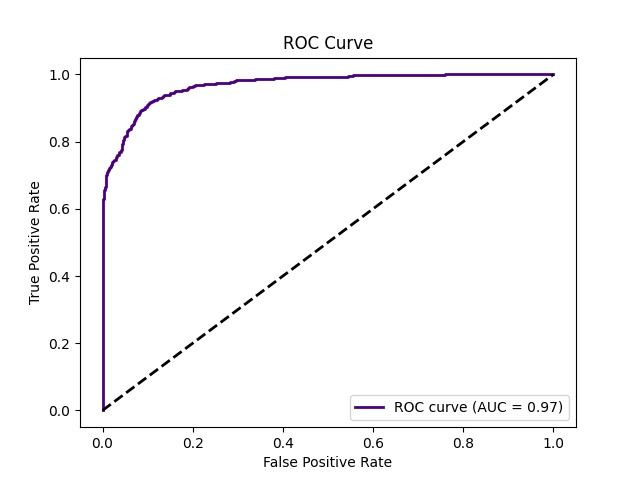 ROC Curve
1.0
0.8
0.6
0.4
0.2
0.0
True Positive Rate
ROC curve (AUC = 0.97)
0.0 0.2 0.4 0.6 0.8 1.0
False Positive Rate